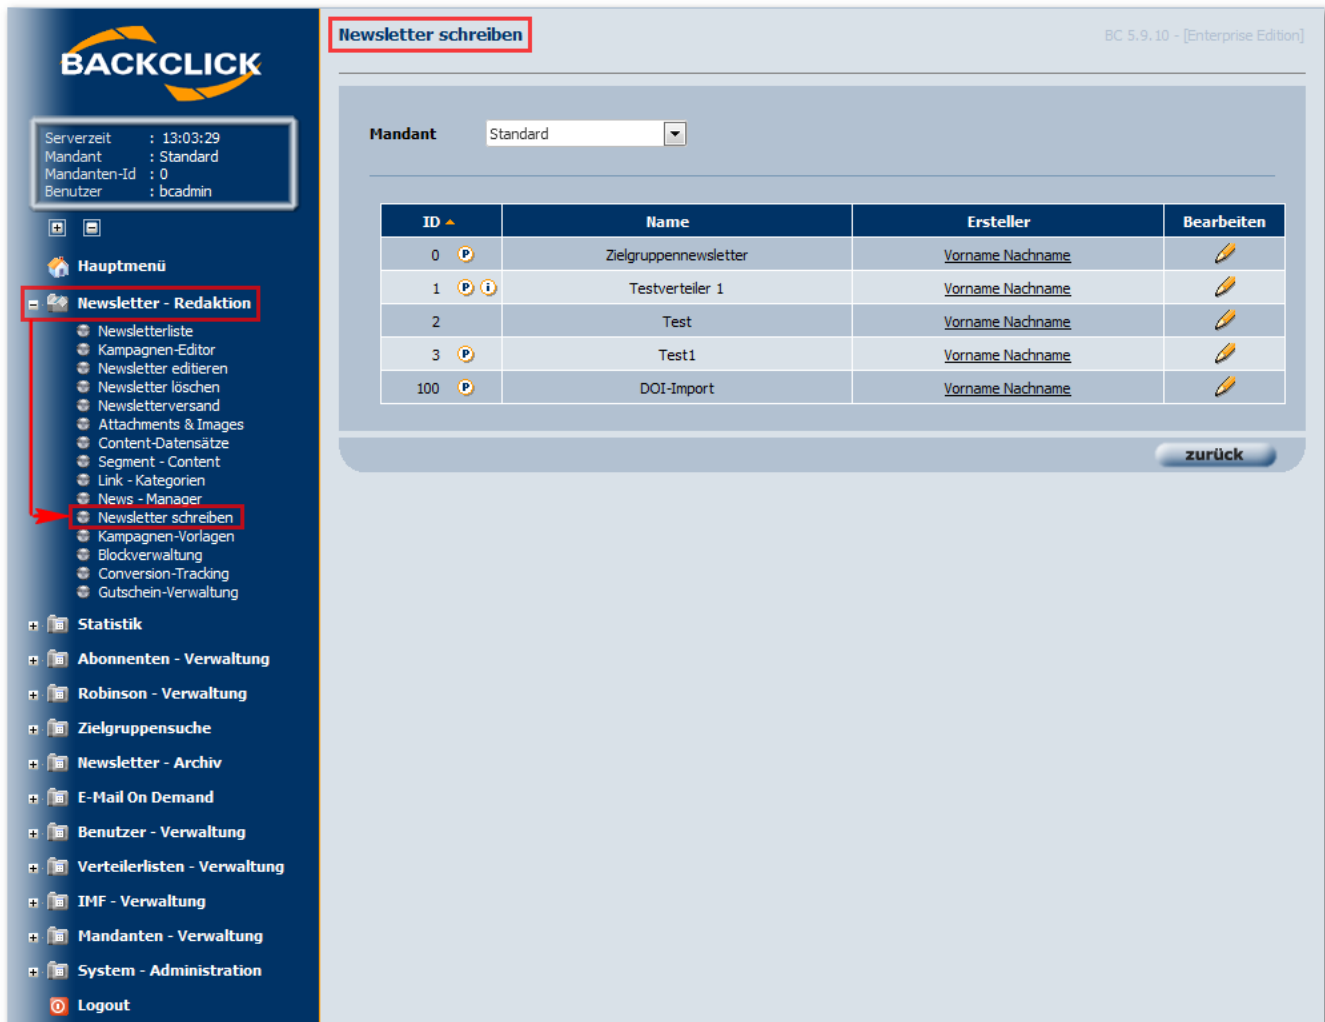 BACKCLICK
Serverzeit : 13:03:29
Mandant : Standard
Mandanten-Id : 0
Benutzer : bcadmin
Hauptmenü
Newsletter - Redaktion
Newsletterliste
Kampagnen-Editor
Newsletter editieren
Newsletter löschen
Newsletterversand
Attachments & Images
Content-Datensätze
Segment - Content
Link - Kategorien
News - Manager
Newsletter schreiben
Kampagnen-Vorlagen
Blockverwaltung
Conversion-Tracking
Gutschein-Verwaltung
Statistik
Abonnenten - Verwaltung
Robinson - Verwaltung
Zielgruppensuche
Newsletter - Archiv
E-Mail On Demand
Benutzer - Verwaltung
Verteilerlisten - Verwaltung
IMF - Verwaltung
Mandanten - Verwaltung
System - Administration
Logout
Newsletter schreiben
BC 5.9.10 - [Enterprise Edition]
Mandant Standard
ID Name Ersteller Bearbeiten
0 P Zielgruppennewsletter Vorname Nachname
1 P i Testverteiler 1 Vorname Nachname
2 Test Vorname Nachname
3 P Test1 Vorname Nachname
100 P DOI-Import Vorname Nachname
zurück